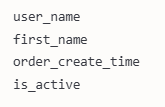 user_name
first_name
order_create_time
is_active